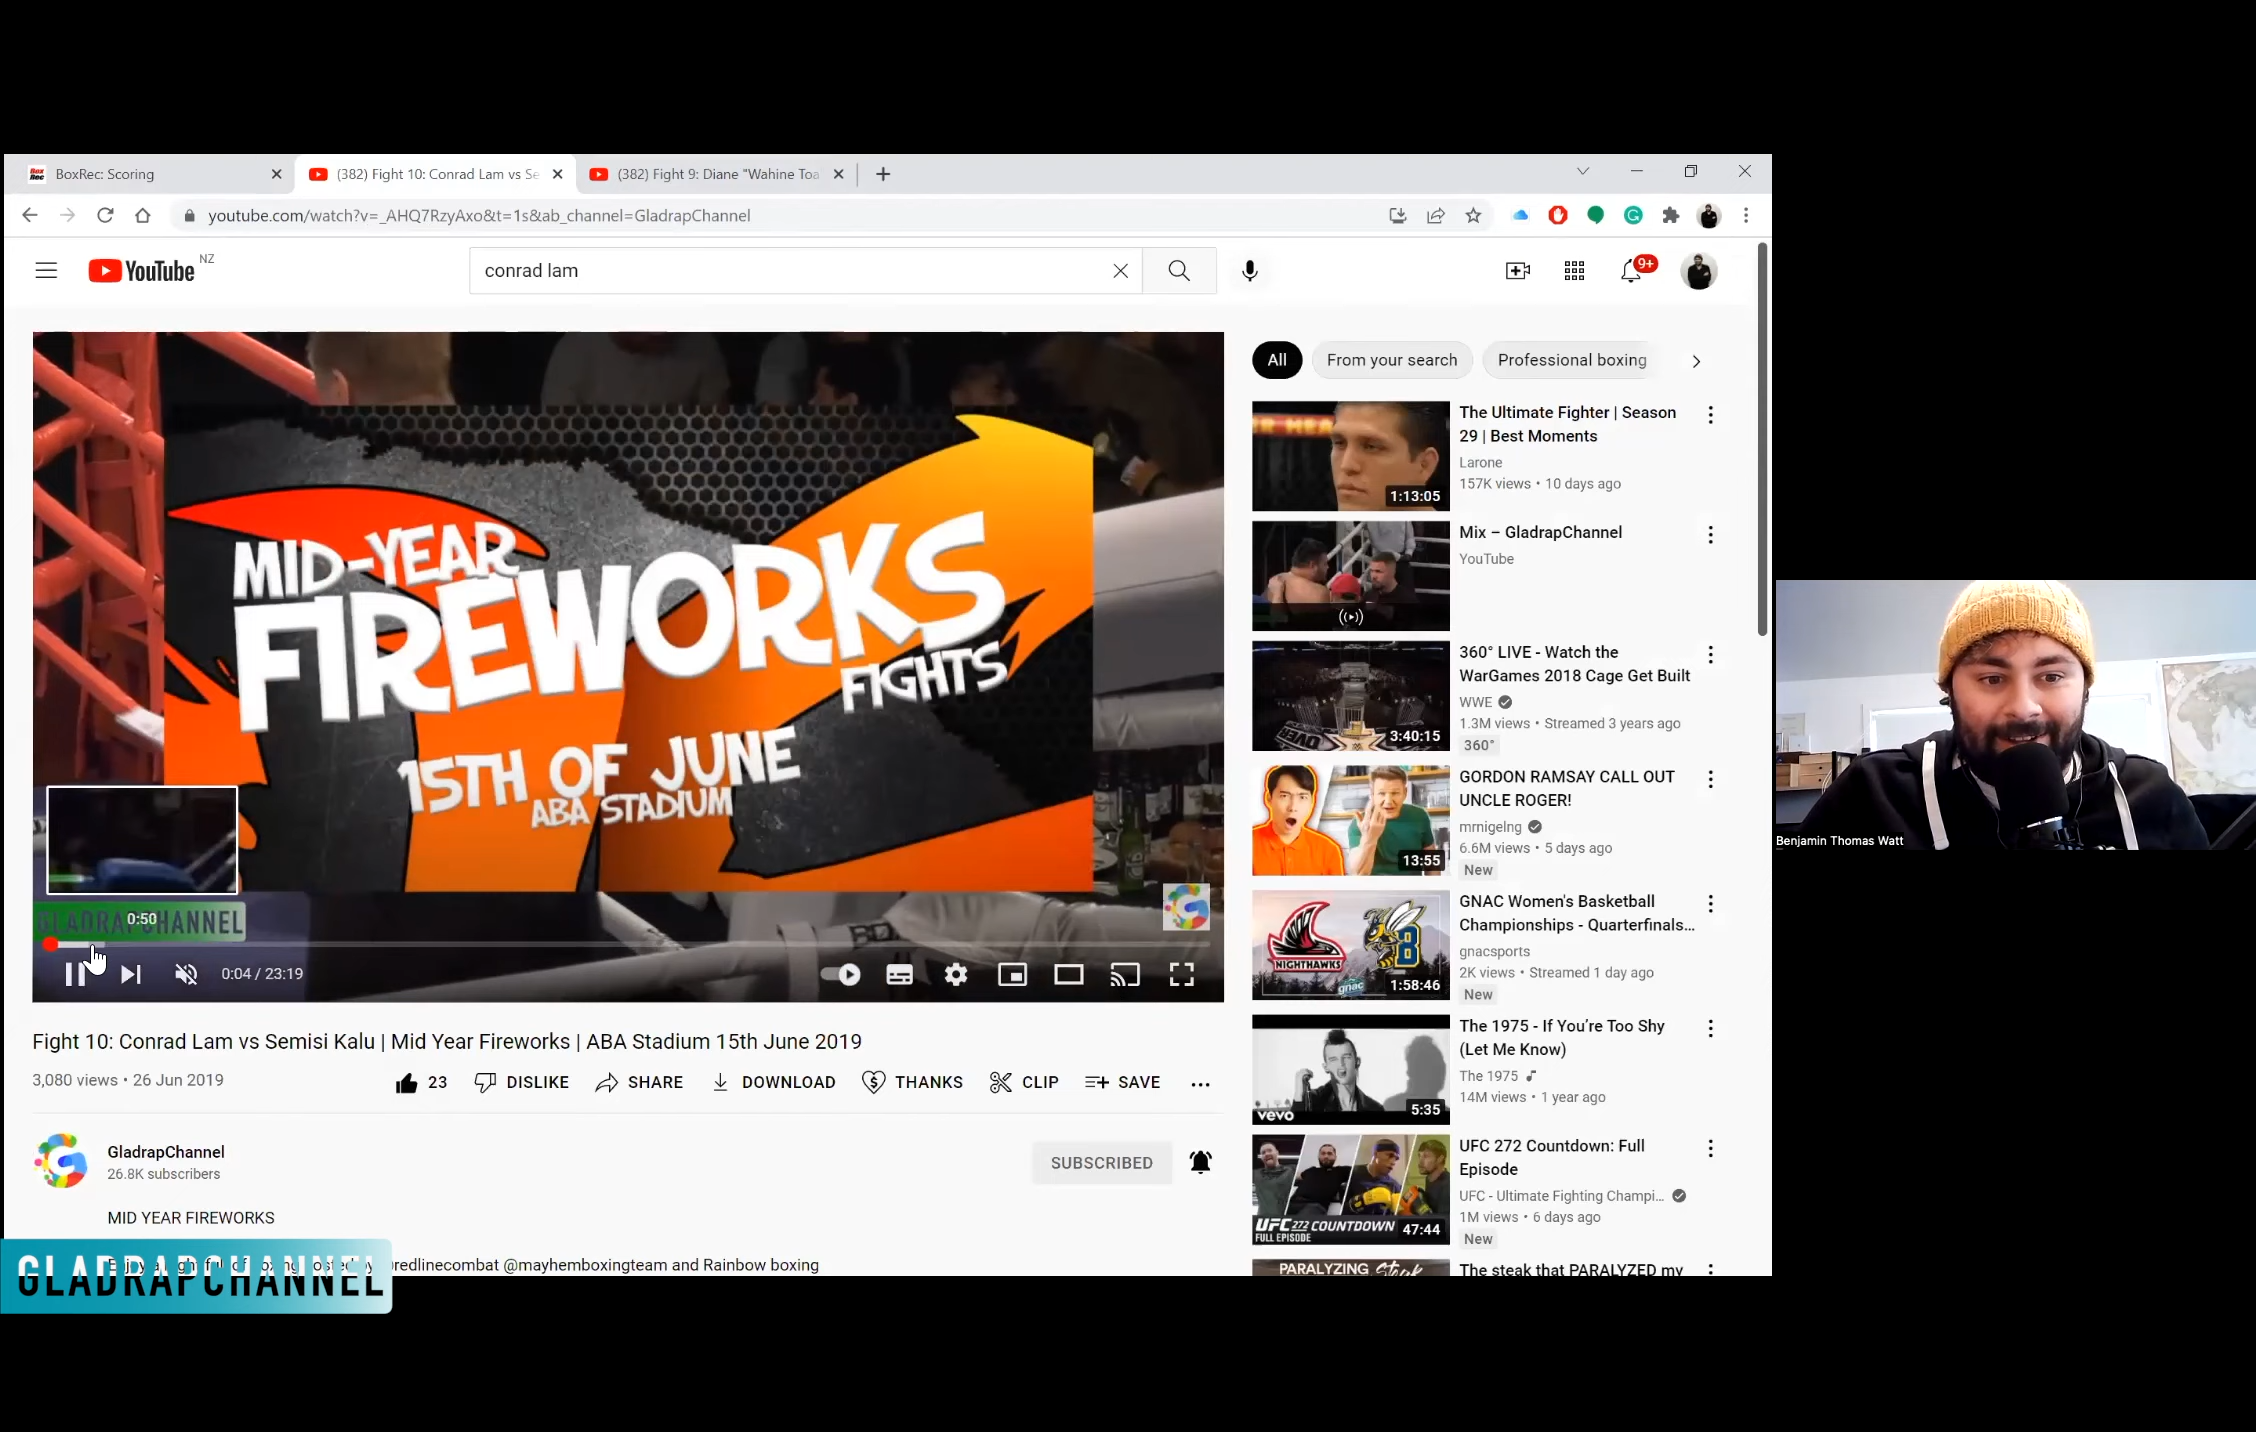 BoxRec: Scoring
(382) Fight 10: Conrad Lam vs Se
(382) Fight 9: Diane "Wahine Toa
youtube.com/watch?v=_AHQ7RzyAxo&t=1s&ab_channel=GladrapChannel
YouTube NZ
conrad lam
9+
MID-YEAR
FIREWORKS
FIGHTS
15TH OF JUNE
ABA STADIUM
GLADRAPCHANNEL
0:50
0:04 / 23:19
Fight 10: Conrad Lam vs Semisi Kalu | Mid Year Fireworks | ABA Stadium 15th June 2019
3,080 views • 26 Jun 2019
23 DISLIKE SHARE DOWNLOAD THANKS CLIP SAVE
GladrapChannel
26.8K subscribers
SUBSCRIBED
MID YEAR FIREWORKS
redlinecombat @mayhemboxingteam and Rainbow boxing
GLADRAPCHANNEL
All From your search Professional boxing
The Ultimate Fighter | Season
29 | Best Moments
Larone
157K views • 10 days ago
1:13:05
Mix – GladrapChannel
YouTube
360° LIVE - Watch the
WarGames 2018 Cage Get Built
WWE
1.3M views • Streamed 3 years ago
360°
3:40:15
GORDON RAMSAY CALL OUT
UNCLE ROGER!
mrnigelng
6.6M views • 5 days ago
New
13:55
GNAC Women's Basketball
Championships - Quarterfinals...
gnacsports
2K views • Streamed 1 day ago
New
NIGHTHAWKS
B
gnac
1:58:46
The 1975 - If You're Too Shy
(Let Me Know)
The 1975
14M views • 1 year ago
vevo
5:35
UFC 272 Countdown: Full
Episode
UFC - Ultimate Fighting Champi...
1M views • 6 days ago
New
UFC 272 COUNTDOWN
FULL EPISODE
47:44
The steak that PARALYZED my
PARALYZING Steak
Benjamin Thomas Watt